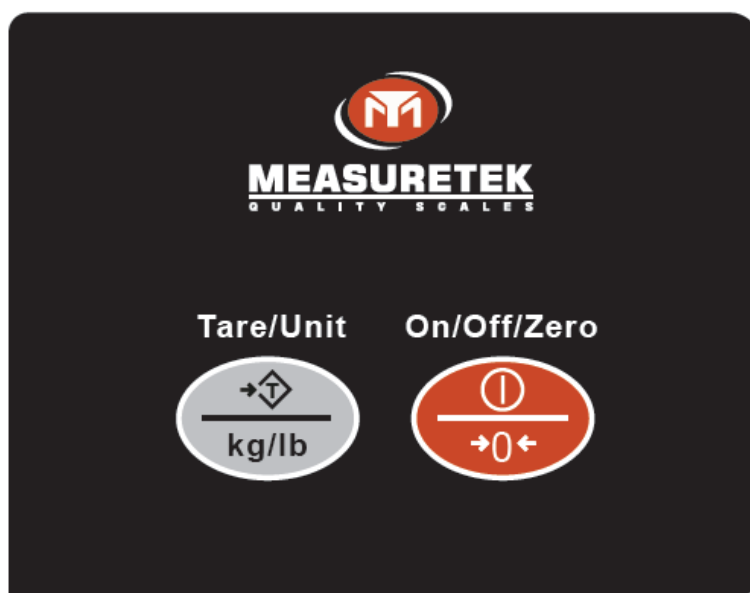 MEASURETEK
QUALITY SCALES
Tare/Unit On/Off/Zero
T
kg/lb 0